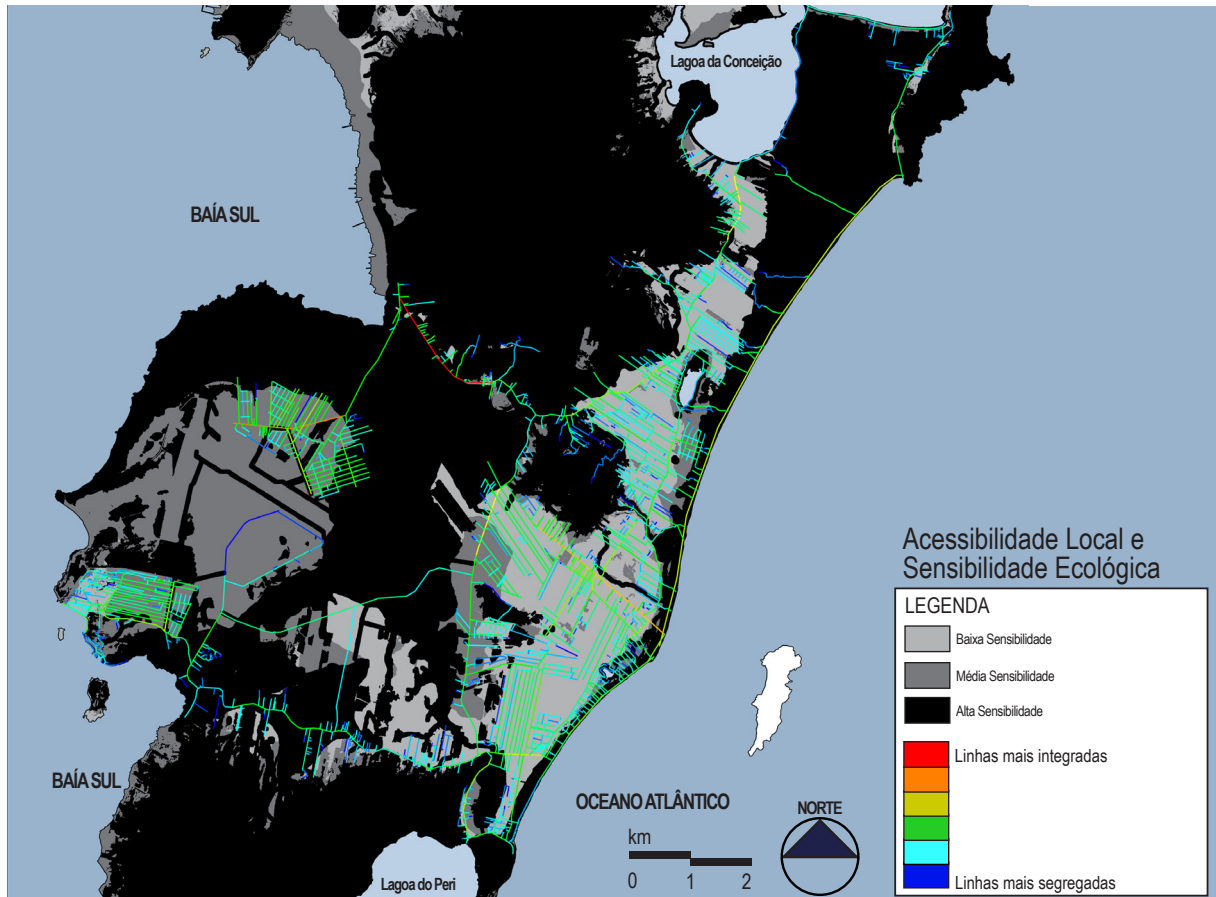 Lagoa da Conceição
BAÍA SUL
Acessibilidade Local e
Sensibilidade Ecológica
LEGENDA
Baixa Sensibilidade
Média Sensibilidade
Alta Sensibilidade
Linhas mais integradas
Linhas mais segregadas
BAÍA SUL
OCEANO ATLÂNTICO
NORTE
km
0 1 2
Lagoa do Peri